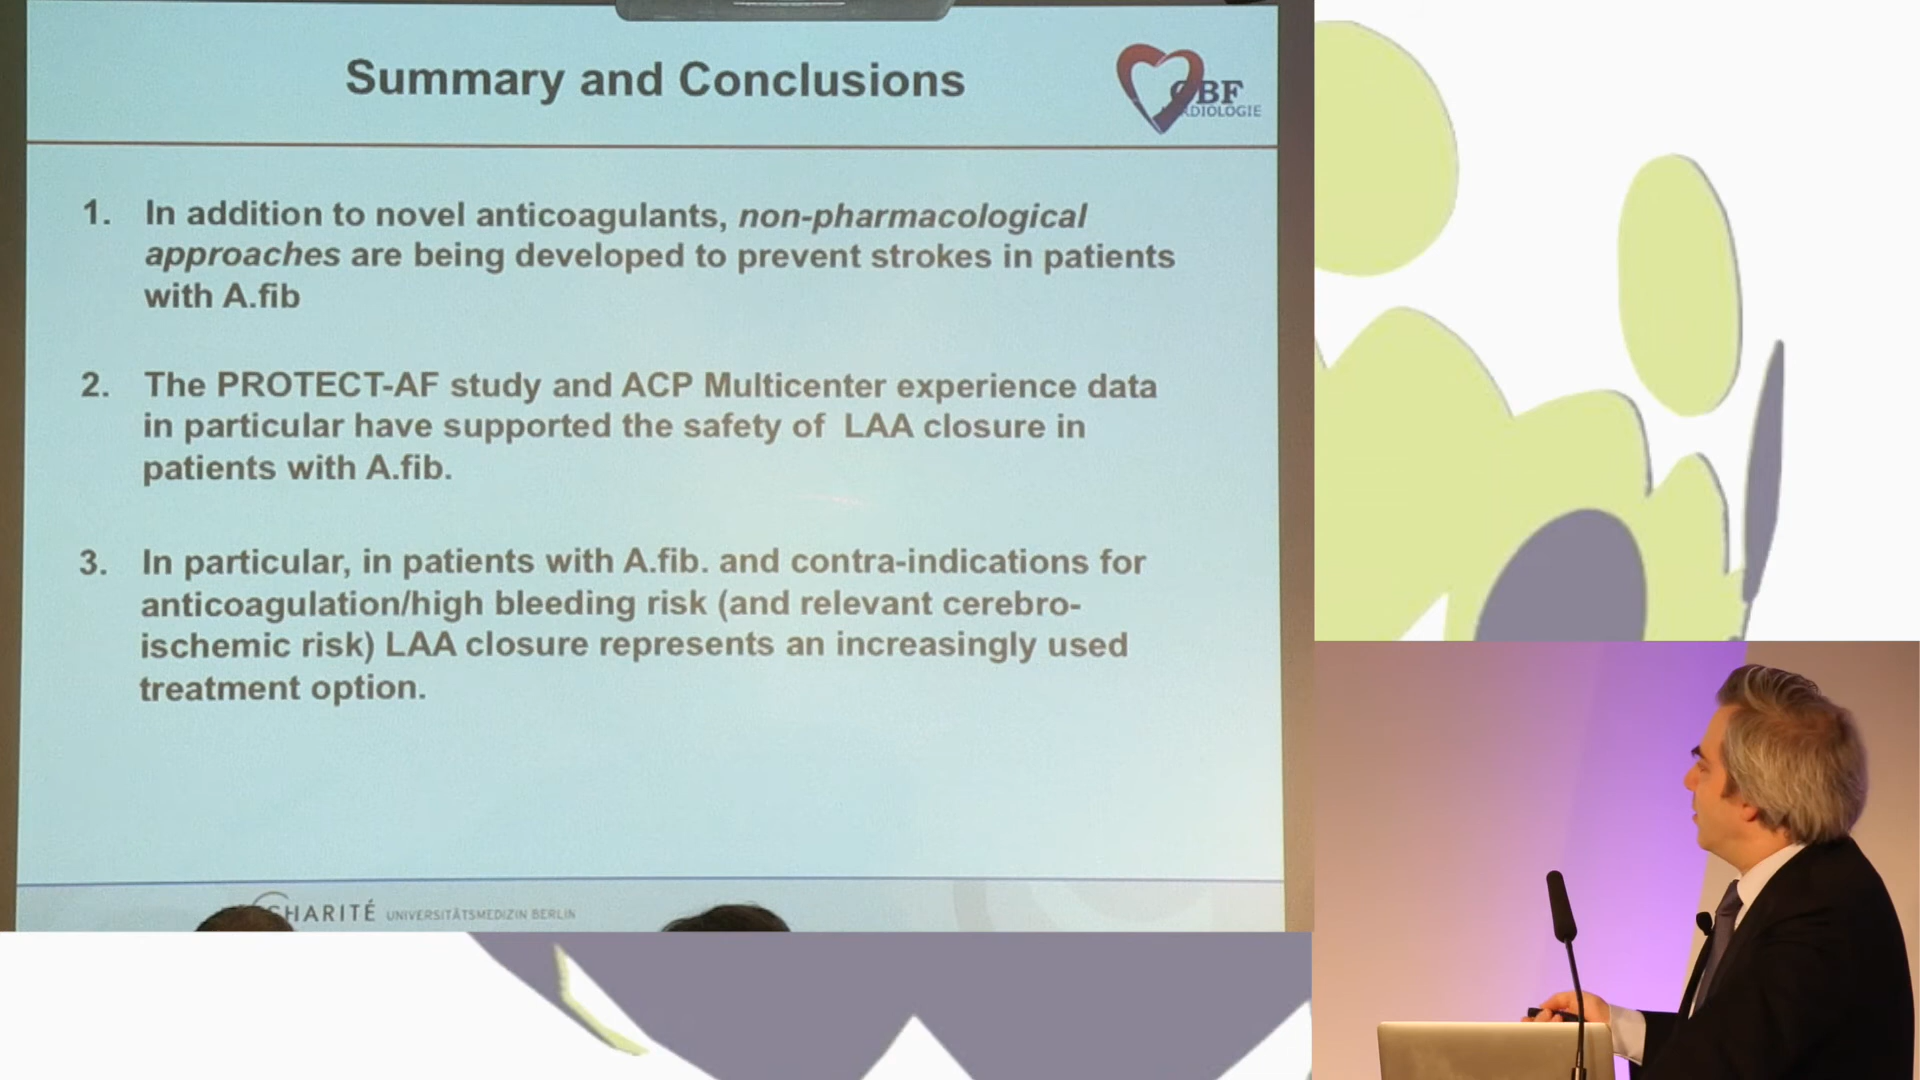 Summary and Conclusions
CBF
CARDIOLOGIE
1. In addition to novel anticoagulants, non-pharmacological
approaches are being developed to prevent strokes in patients
with A.fib
2. The PROTECT-AF study and ACP Multicenter experience data
in particular have supported the safety of LAA closure in
patients with A.fib.
3. In particular, in patients with A.fib. and contra-indications for
anticoagulation/high bleeding risk (and relevant cerebro-
ischemic risk) LAA closure represents an increasingly used
treatment option.
CHARITÉ UNIVERSITÄTSMEDIZIN BERLIN